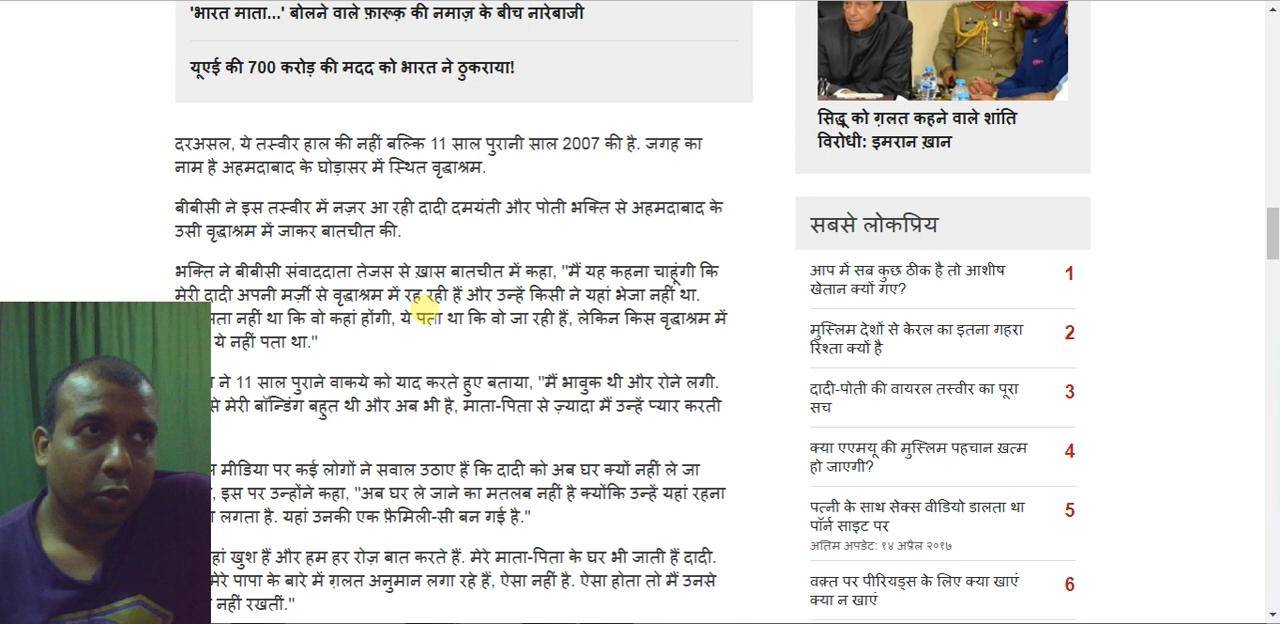 'भारत माता...' बोलने वाले फ़ारूक़ की नमाज़ के बीच नारेबाजी
यूएई की 700 करोड़ की मदद को भारत ने ठुकराया!
दरअसल, ये तस्वीर हाल की नहीं बल्कि 11 साल पुरानी साल 2007 की है. जगह का
नाम है अहमदाबाद के घोड़ासर में स्थित वृद्धाश्रम.
बीबीसी ने इस तस्वीर में नज़र आ रही दादी दमयंती और पोती भक्ति से अहमदाबाद के
उसी वृद्धाश्रम में जाकर बातचीत की.
भक्ति ने बीबीसी संवाददाता तेजस से ख़ास बातचीत में कहा, "मैं यह कहना चाहूंगी कि
मेरी दादी अपनी मर्ज़ी से वृद्धाश्रम में रह रही हैं और उन्हें किसी ने यहां भेजा नहीं था.
नहीं था कि वो कहां होंगी, ये पता था कि वो जा रही हैं, लेकिन किस वृद्धाश्रम में
ये नहीं पता था."
ने 11 साल पुराने वाकये को याद करते हुए बताया, "मैं भावुक थी और रोने लगी.
से मेरी बॉन्डिंग बहुत थी और अब भी है, माता-पिता से ज़्यादा मैं उन्हें प्यार करती
मीडिया पर कई लोगों ने सवाल उठाए हैं कि दादी को अब घर क्यों नहीं ले जा
, इस पर उन्होंने कहा, "अब घर ले जाने का मतलब नहीं है क्योंकि उन्हें यहां रहना
लगता है. यहां उनकी एक फ़ैमिली-सी बन गई है."
खुश हैं और हम हर रोज़ बात करते हैं. मेरे माता-पिता के घर भी जाती हैं दादी.
मेरे पापा के बारे में ग़लत अनुमान लगा रहे हैं, ऐसा नहीं है. ऐसा होता तो मैं उनसे
नहीं रखतीं."
सिद्धू को ग़लत कहने वाले शांति
विरोधी: इमरान ख़ान
सबसे लोकप्रिय
आप में सब कुछ ठीक है तो आशीष
खेतान क्यों गए?
1
मुस्लिम देशों से केरल का इतना गहरा
रिश्ता क्यों है
2
दादी-पोती की वायरल तस्वीर का पूरा
सच
3
क्या एएमयू की मुस्लिम पहचान ख़त्म
हो जाएगी?
4
पत्नी के साथ सेक्स वीडियो डालता था
पॉर्न साइट पर
5
अंतिम अपडेट: १४ अप्रैल २०१७
वक़्त पर पीरियड्स के लिए क्या खाएं
क्या न खाएं
6